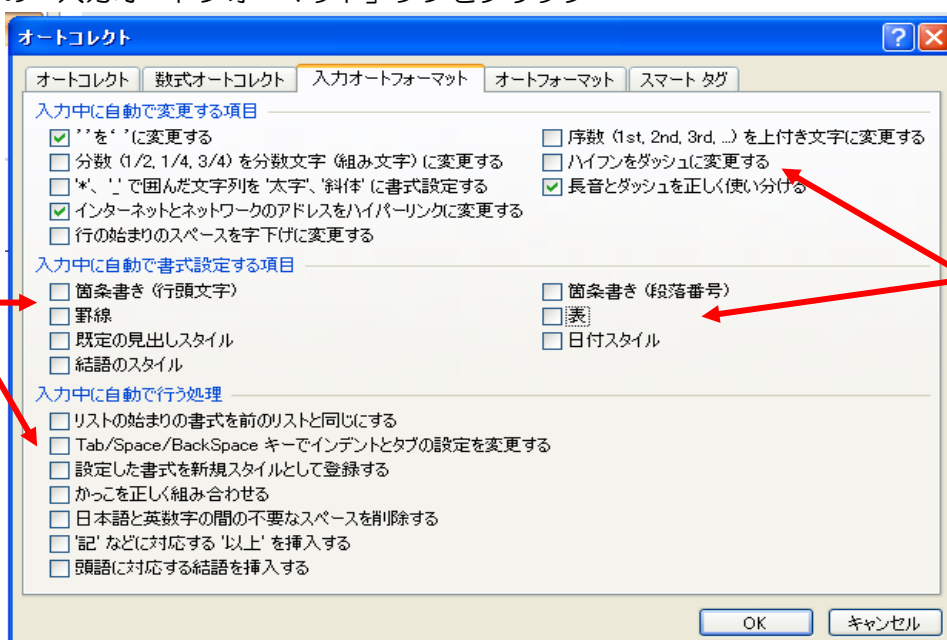 オートコレクト
オートコレクト 数式オートコレクト 入力オートフォーマット オートフォーマット スマート タグ
入力中に自動で変更する項目
' ' を ‘ ’ に変更する
序数 (1st, 2nd, 3rd, ...) を上付き文字に変更する
分数 (1/2, 1/4, 3/4) を分数文字 (組み文字) に変更する
ハイフンをダッシュに変更する
'*'、'_' で囲んだ文字列を '太字'、'斜体' に書式設定する
長音とダッシュを正しく使い分ける
インターネットとネットワークのアドレスをハイパーリンクに変更する
行の始まりのスペースを字下げに変更する
入力中に自動で書式設定する項目
箇条書き (行頭文字)
箇条書き (段落番号)
罫線
表
既定の見出しスタイル
日付スタイル
結語のスタイル
入力中に自動で行う処理
リストの始まりの書式を前のリストと同じにする
Tab/Space/BackSpace キーでインデントとタブの設定を変更する
設定した書式を新規スタイルとして登録する
かっこを正しく組み合わせる
日本語と英数字の間の不要なスペースを削除する
'記' などに対応する '以上' を挿入する
頭語に対応する結語を挿入する
OK キャンセル